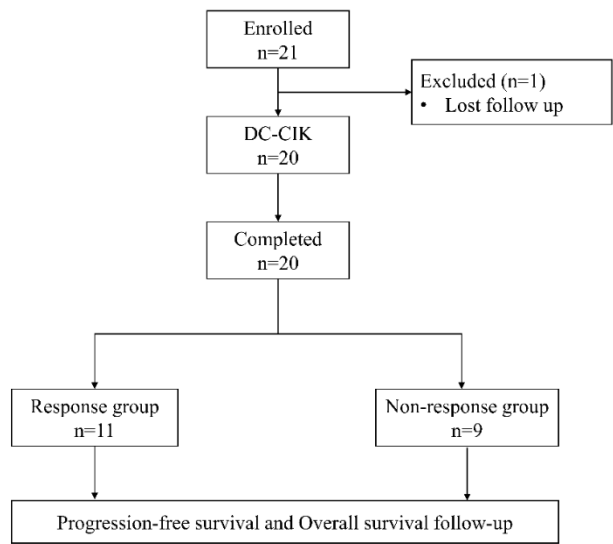 Enrolled
n=21
Excluded (n=1)
• Lost follow up
DC-CIK
n=20
Completed
n=20
Response group
n=11
Non-response group
n=9
Progression-free survival and Overall survival follow-up